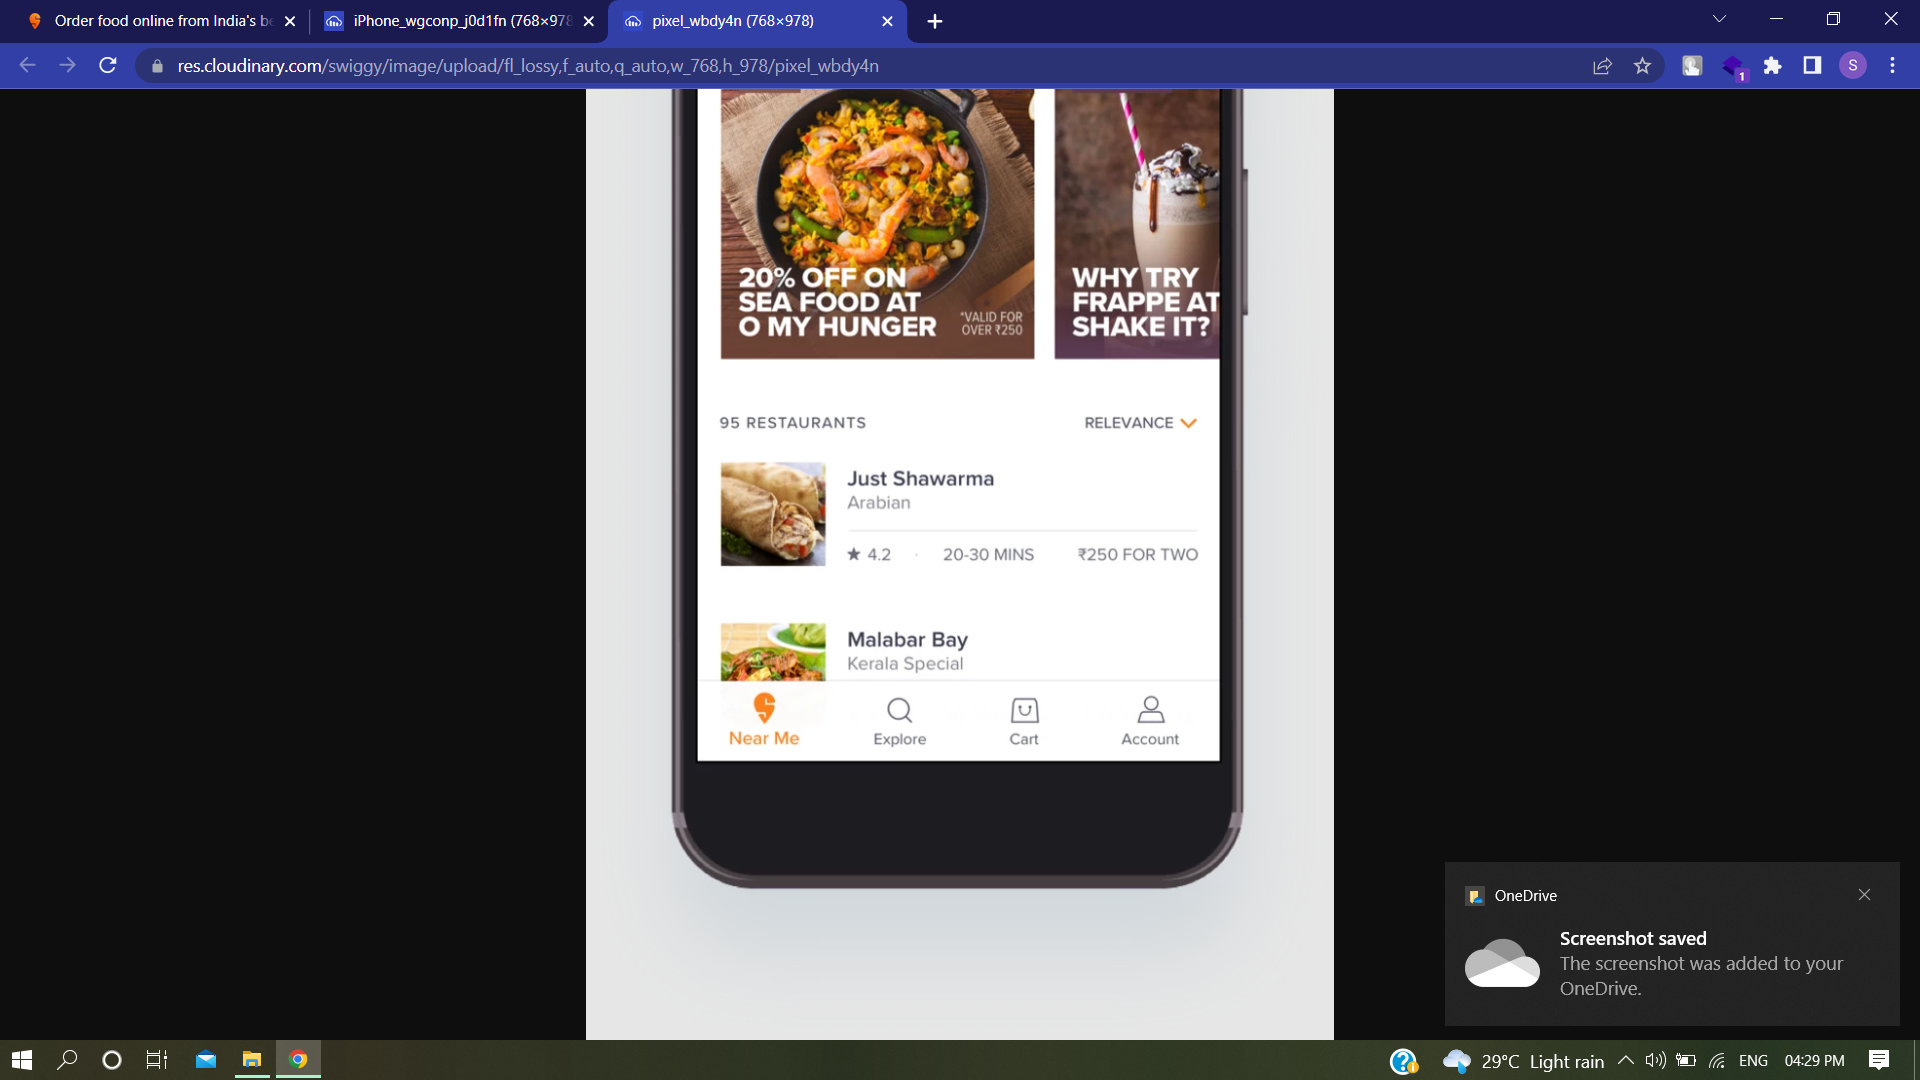 Order food online from India's be
iPhone_wgconp_j0d1fn (768×978
pixel_wbdy4n (768×978)
res.cloudinary.com/swiggy/image/upload/fl_lossy,f_auto,q_auto,w_768,h_978/pixel_wbdy4n
S
1
20% OFF ON
SEA FOOD AT
O MY HUNGER
*VALID FOR
OVER ₹250
WHY TRY
FRAPPE AT
SHAKE IT?
95 RESTAURANTS
RELEVANCE
Just Shawarma
Arabian
★ 4.2 · 20-30 MINS ₹250 FOR TWO
Malabar Bay
Kerala Special
Near Me
Explore
Cart
Account
OneDrive
Screenshot saved
The screenshot was added to your
OneDrive.
29°C Light rain
ENG
04:29 PM